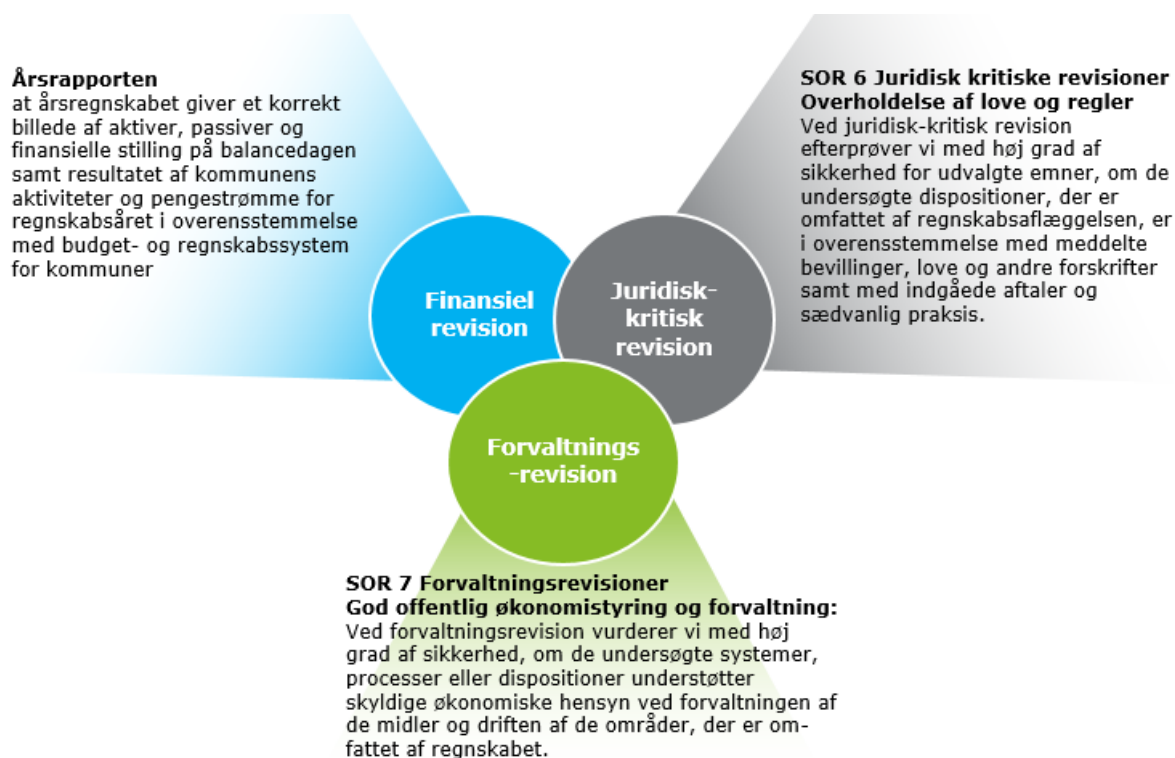 Årsrapporten
at årsregnskabet giver et korrekt
billede af aktiver, passiver og
finansielle stilling på balancedagen
samt resultatet af kommunens
aktiviteter og pengestrømme for
regnskabsåret i overensstemmelse
med budget- og regnskabssystem
for kommuner
SOR 6 Juridisk kritiske revisioner
Overholdelse af love og regler
Ved juridisk-kritisk revision
efterprøver vi med høj grad af
sikkerhed for udvalgte emner, om de
undersøgte dispositioner, der er
omfattet af regnskabsaflæggelsen, er
i overensstemmelse med meddelte
bevillinger, love og andre forskrifter
samt med indgåede aftaler og
sædvanlig praksis.
Finansiel
revision
Juridisk-
kritisk
revision
Forvaltnings
-revision
SOR 7 Forvaltningsrevisioner
God offentlig økonomistyring og forvaltning:
Ved forvaltningsrevision vurderer vi med høj
grad af sikkerhed, om de undersøgte systemer,
processer eller dispositioner understøtter
skyldige økonomiske hensyn ved forvaltningen af
de midler og driften af de områder, der er om-
fattet af regnskabet.